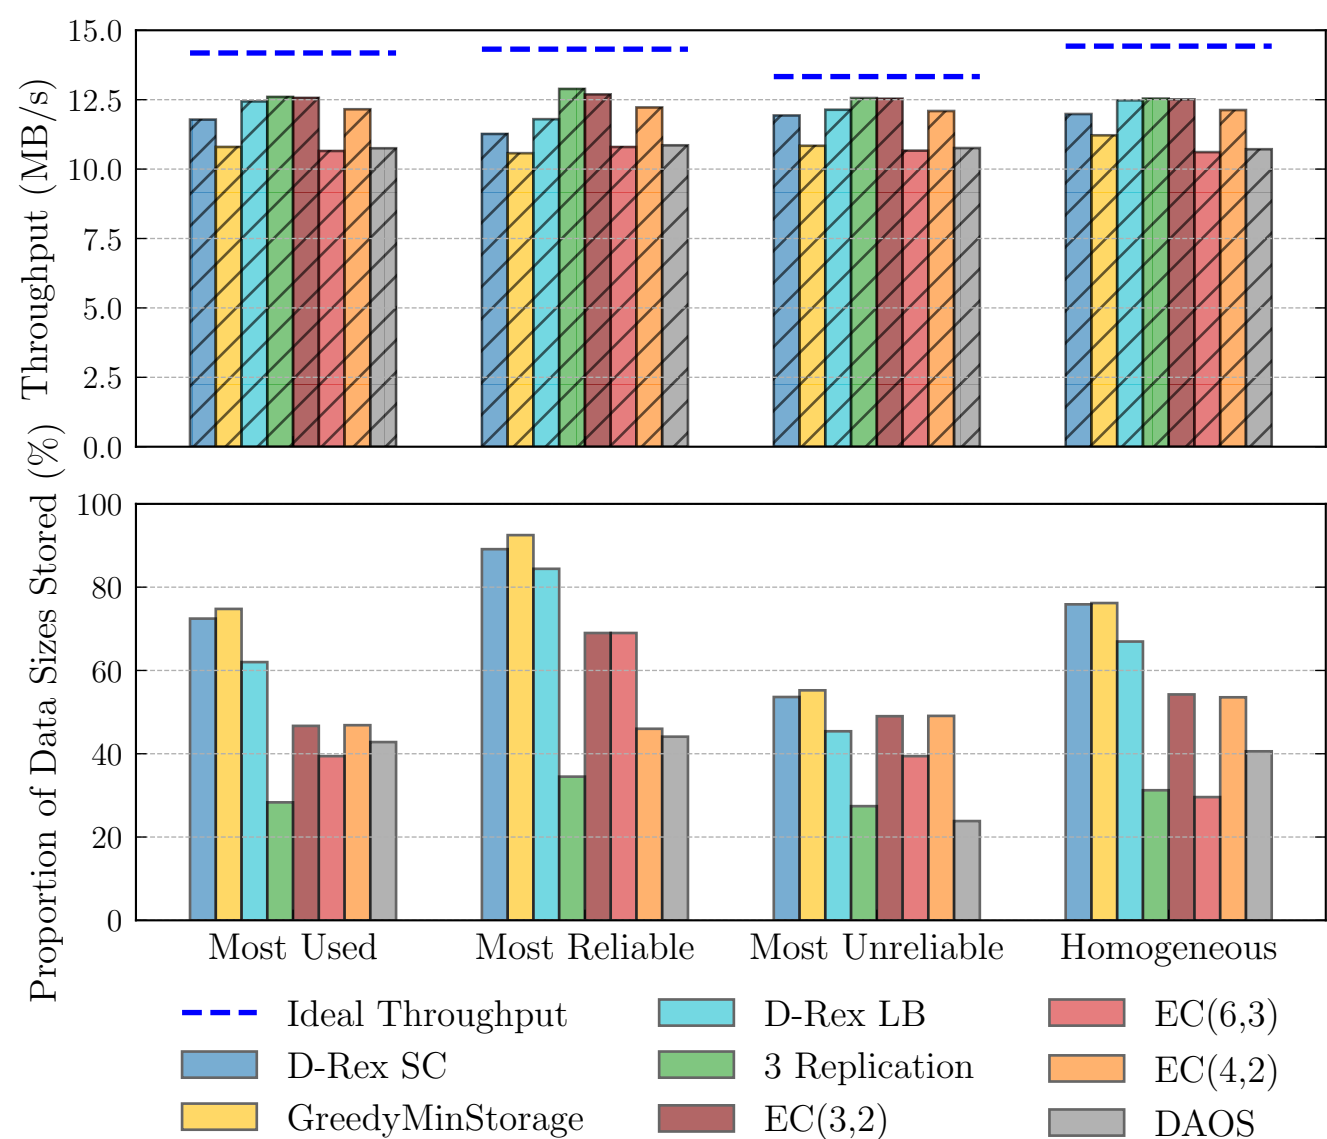 Throughput (MB/s)
15.0
12.5
10.0
7.5
5.0
2.5
0.0
Proportion of Data Sizes Stored (%)
100
80
60
40
20
0
Most Used
Most Reliable
Most Unreliable
Homogeneous
Ideal Throughput
D-Rex SC
GreedyMinStorage
D-Rex LB
3 Replication
EC(3,2)
EC(6,3)
EC(4,2)
DAOS